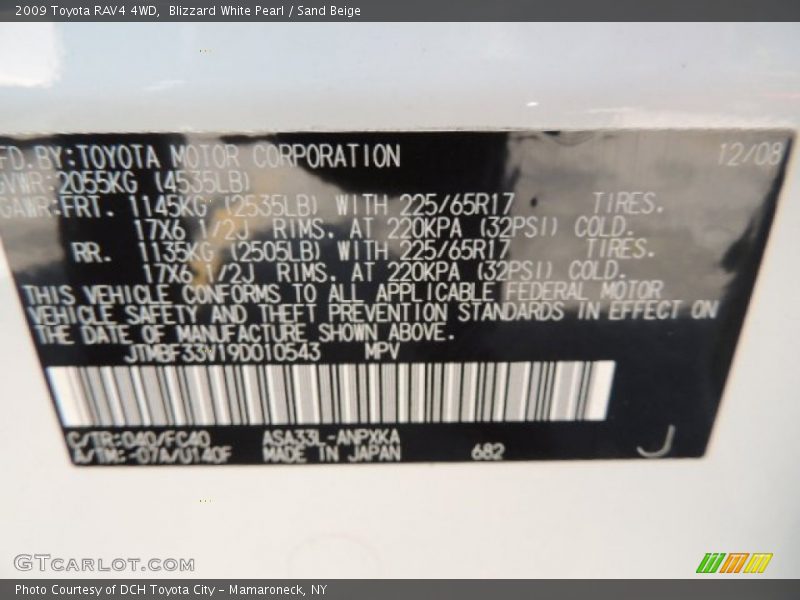 2009 Toyota RAV4 4WD,  Blizzard White Pearl / Sand Beige
FD.BY:TOYOTA MOTOR CORPORATION 12/08
GVWR:2055KG (4535LB)
GAWR:FRT. 1145KG (2535LB) WITH 225/65R17 TIRES.
17X6 1/2J RIMS. AT 220KPA (32PSI) COLD.
RR. 1135KG (2505LB) WITH 225/65R17 TIRES.
17X6 1/2J RIMS. AT 220KPA (32PSI) COLD.
THIS VEHICLE CONFORMS TO ALL APPLICABLE FEDERAL MOTOR
VEHICLE SAFETY AND THEFT PREVENTION STANDARDS IN EFFECT ON
THE DATE OF MANUFACTURE SHOWN ABOVE.
JTMBF33V19D010543 MPV
C/TR:040/FC40 ASA33L-ANPXKA
A/TM:-07A/U140F MADE IN JAPAN 682 J
GTCARLOT.COM
Photo Courtesy of DCH Toyota City - Mamaroneck, NY